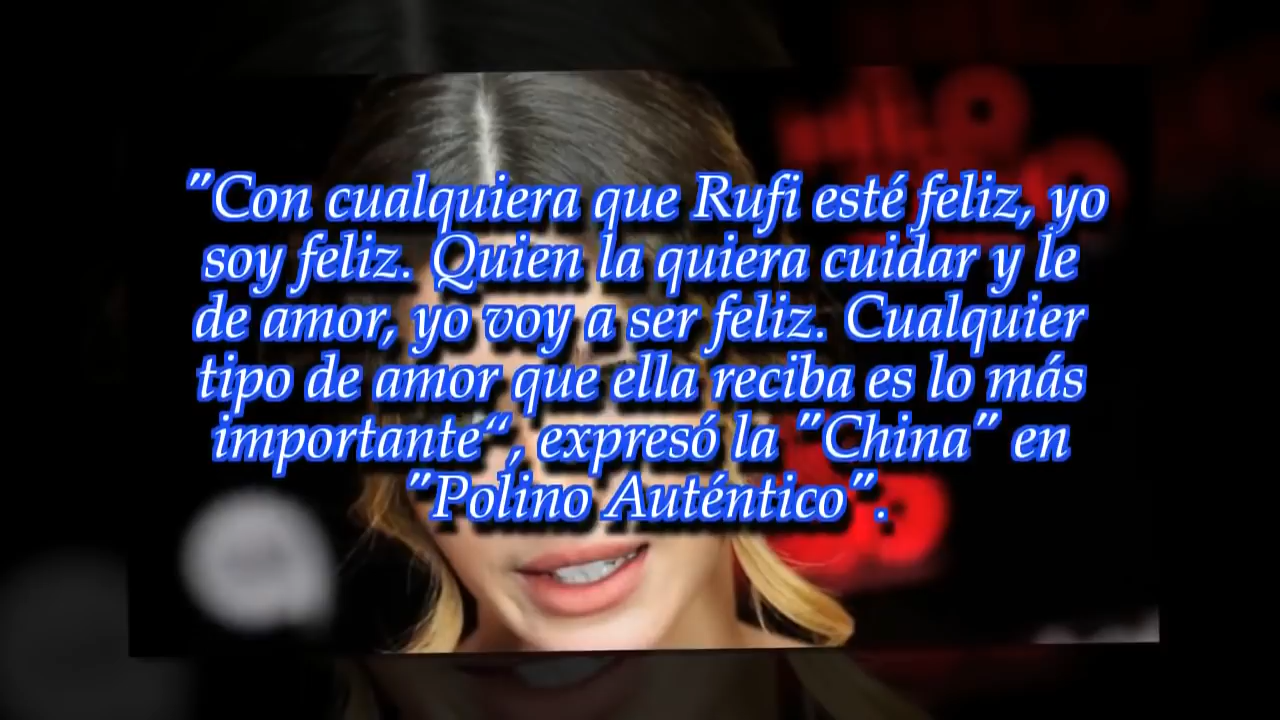 "Con cualquiera que Rufi esté feliz, yo
soy feliz. Quien la quiera cuidar y le
de amor, yo voy a ser feliz. Cualquier
tipo de amor que ella reciba es lo más
importante“, expresó la "China" en
"Polino Auténtico".